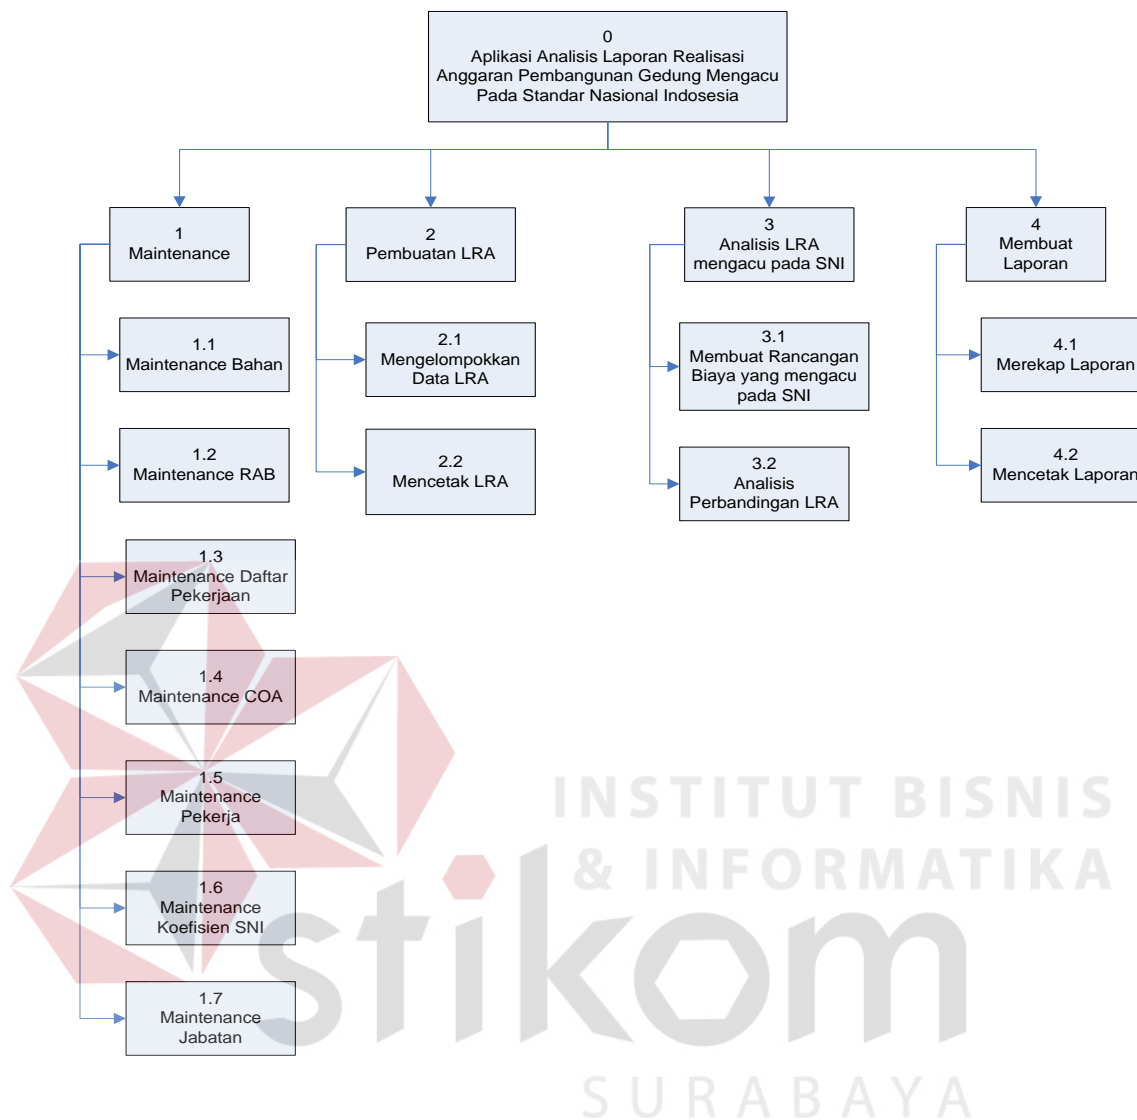 0
Aplikasi Analisis Laporan Realisasi
Anggaran Pembangunan Gedung Mengacu
Pada Standar Nasional Indosesia
1
Maintenance
2
Pembuatan LRA
3
Analisis LRA
mengacu pada SNI
4
Membuat
Laporan
1.1
Maintenance Bahan
2.1
Mengelompokkan
Data LRA
3.1
Membuat Rancangan
Biaya yang mengacu
pada SNI
4.1
Merekap Laporan
1.2
Maintenance RAB
2.2
Mencetak LRA
3.2
Analisis
Perbandingan LRA
4.2
Mencetak Laporan
1.3
Maintenance Daftar
Pekerjaan
1.4
Maintenance COA
1.5
Maintenance
Pekerja
1.6
Maintenance
Koefisien SNI
1.7
Maintenance
Jabatan
INSTITUT BISNIS
& INFORMATIKA
stikom
SURABAYA